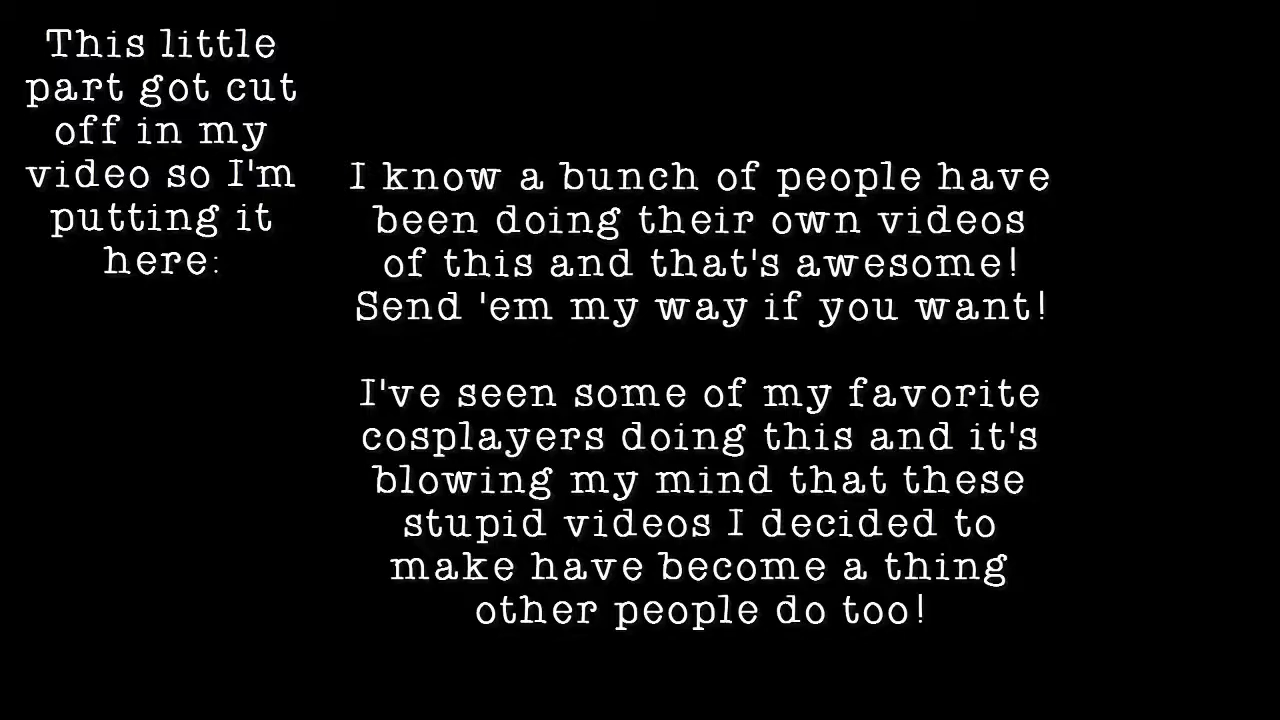 This little
part got cut
off in my
video so I'm
putting it
here:
I know a bunch of people have
been doing their own videos
of this and that's awesome!
Send 'em my way if you want!
I've seen some of my favorite
cosplayers doing this and it's
blowing my mind that these
stupid videos I decided to
make have become a thing
other people do too!